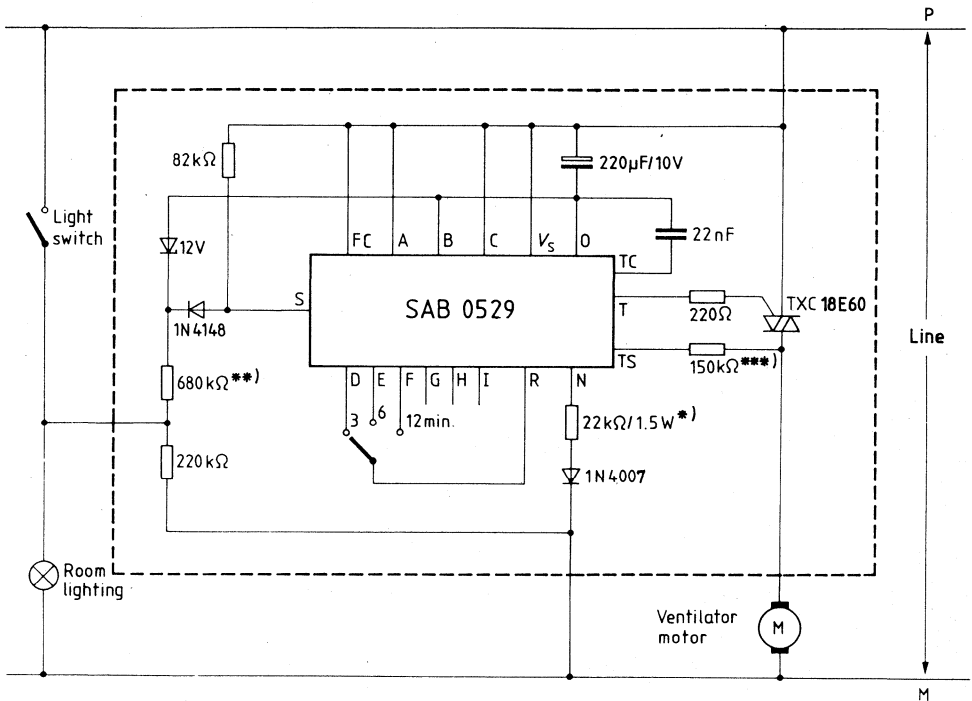 P
82kΩ
220µF/10V
Light
switch
12V
FC
A
B
C
Vs
0
TC
22nF
S
1N4148
SAB 0529
T
220Ω
TXC 18E60
Line
TS
150kΩ***)
680kΩ**)
D
E
F
G
H
I
R
N
3
6
12min.
22kΩ/1.5W*)
220kΩ
1N4007
Room
lighting
Ventilator
motor
M
M